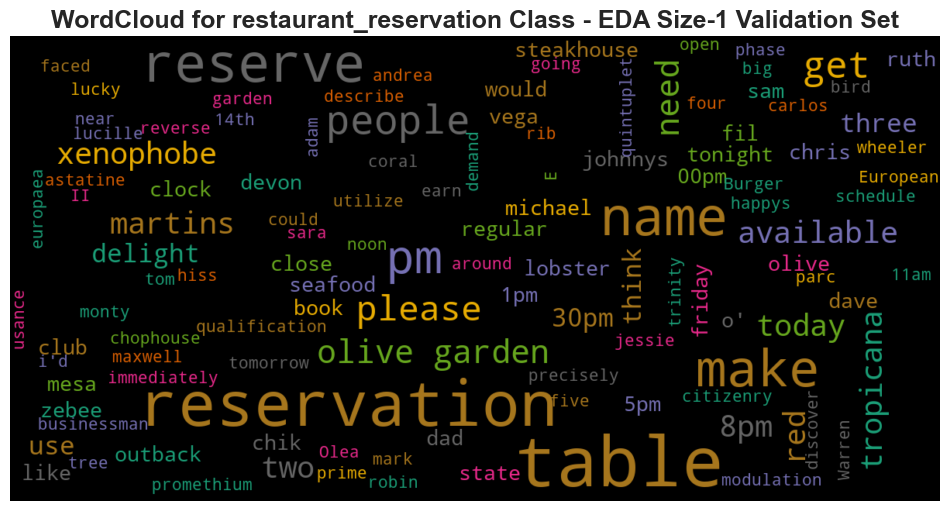 WordCloud for restaurant_reservation Class - EDA Size-1 Validation Set
reserve
steakhouse
open
phase
get
ruth
faced
andrea
going
big
bird
lucky
garden
describe
would
quintuplet
need
sam
four
carlos
near
14th
adam
people
vega
rib
fil
three
lucille
reverse
demand
johnnys
tonight
chris
wheeler
xenophobe
coral
E
00pm
Burger
European
europaea
astatine
II
clock
devon
earn
utilize
michael
happys
schedule
martins
could
sara
regular
name
available
delight
noon
pm
close
around
lobster
think
trinity
friday
olive
parc
11am
tom
hiss
seafood
1pm
usance
monty
book
please
30pm
o'
dave
today
tropicana
chophouse
qualification
club
i'd
maxwell
tomorrow
olive garden
jessie
make
mesa
immediately
precisely
zebee
businessman
reservation
five
5pm
citizenry
8pm
red
discover
Warren
use
chik
dad
like
tree
outback
two
Olea
mark
prime
robin
state
table
modulation
promethium